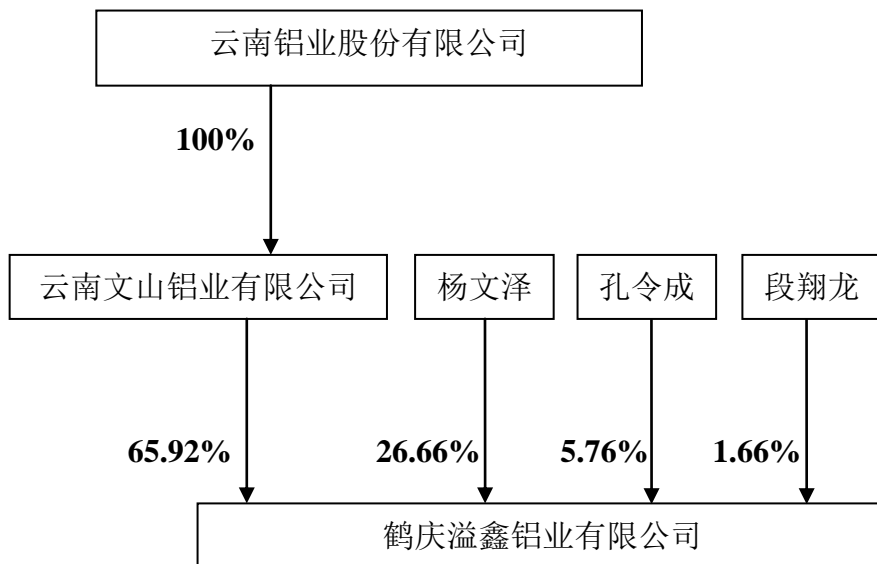 云南铝业股份有限公司
100%
云南文山铝业有限公司
杨文泽
孔令成
段翔龙
65.92%
26.66%
5.76%
1.66%
鹤庆溢鑫铝业有限公司